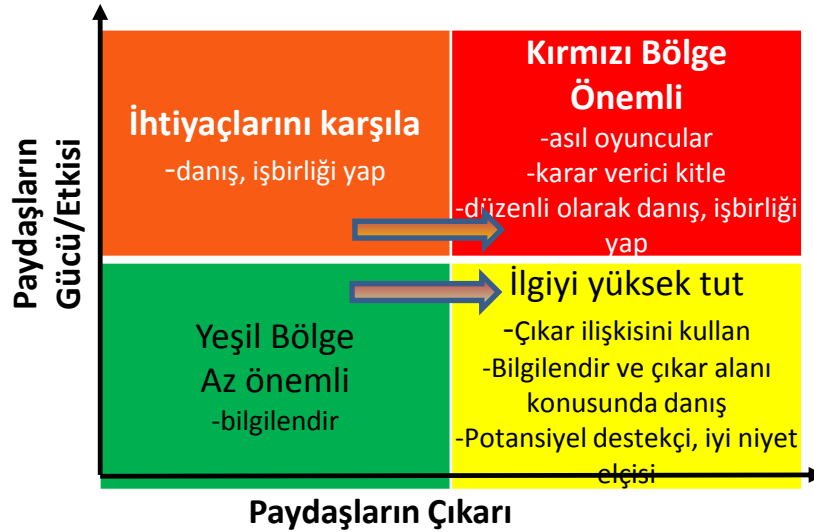 Paydaşların
Gücü/Etkisi
İhtiyaçlarını karşıla
-danış, işbirliği yap
Kırmızı Bölge
Önemli
-asıl oyuncular
-karar verici kitle
-düzenli olarak danış, işbirliği
yap
Yeşil Bölge
Az önemli
-bilgilendir
İlgiyi yüksek tut
-Çıkar ilişkisini kullan
-Bilgilendir ve çıkar alanı
konusunda danış
-Potansiyel destekçi, iyi niyet
elçisi
Paydaşların Çıkarı